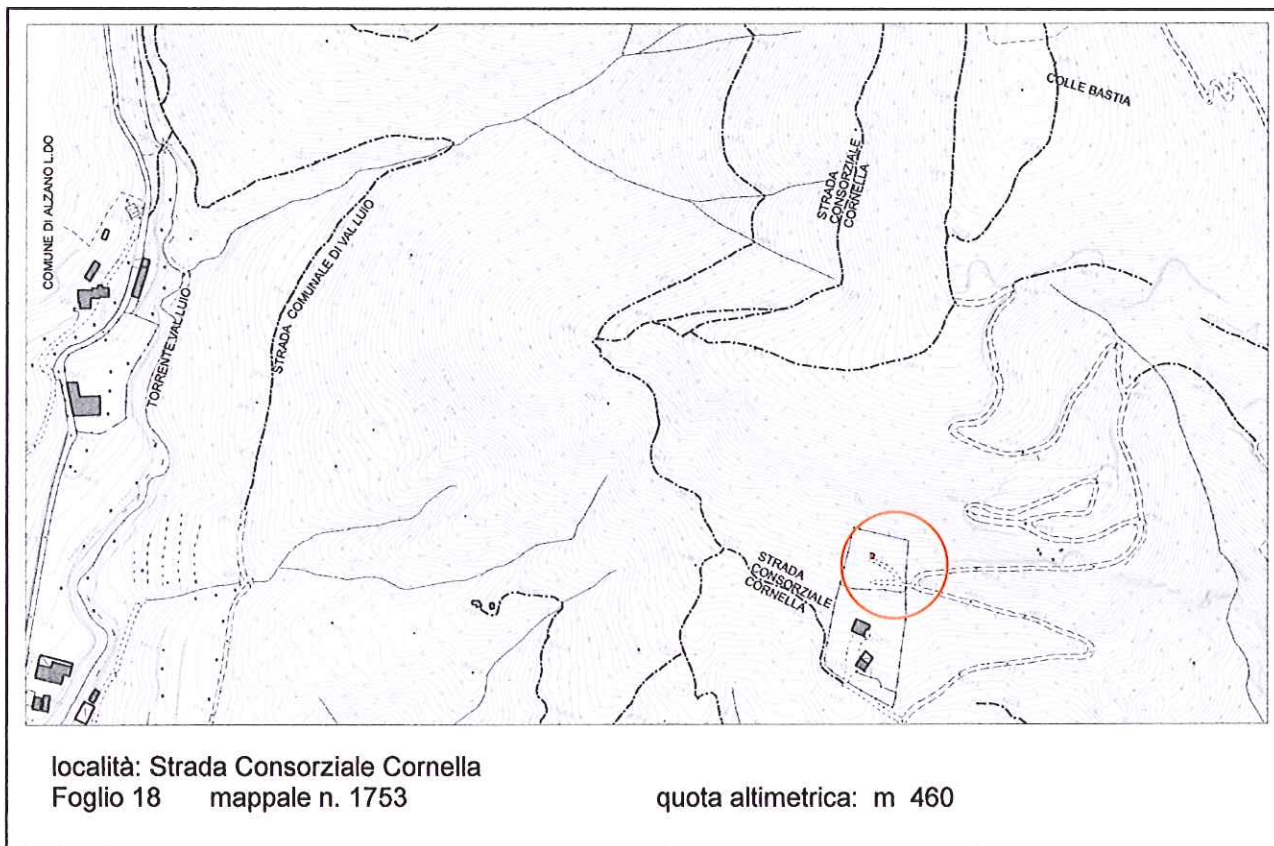 COLLE BASTIA
COMUNE DI ALZANO L.DO
STRADA
CONSORZIALE
CORNELLA
STRADA COMUNALE DI VAL LUIO
TORRENTE VAL LUIO
STRADA
CONSORZIALE
CORNELLA
località: Strada Consorziale Cornella
Foglio 18 mappale n. 1753 quota altimetrica: m 460